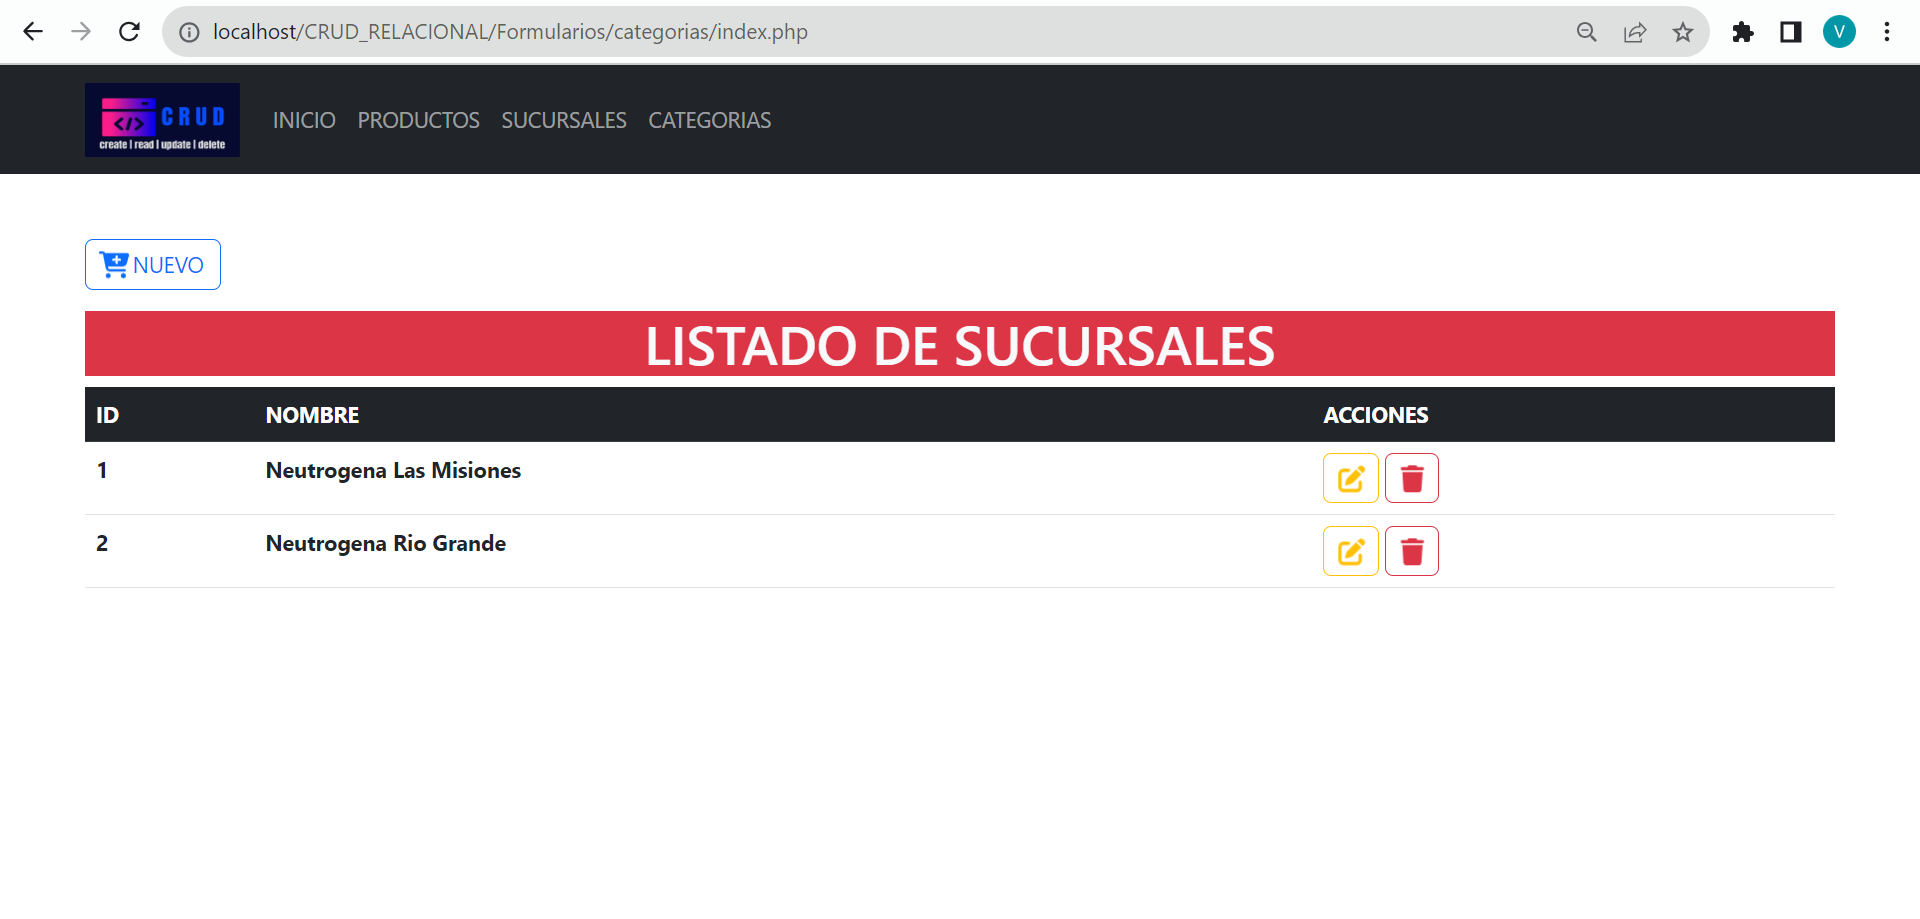 localhost/CRUD_RELACIONAL/Formularios/categorias/index.php
V
</> CRUD
create | read | update | delete
INICIO PRODUCTOS SUCURSALES CATEGORIAS
NUEVO
LISTADO DE SUCURSALES
ID NOMBRE ACCIONES
1 Neutrogena Las Misiones
2 Neutrogena Rio Grande